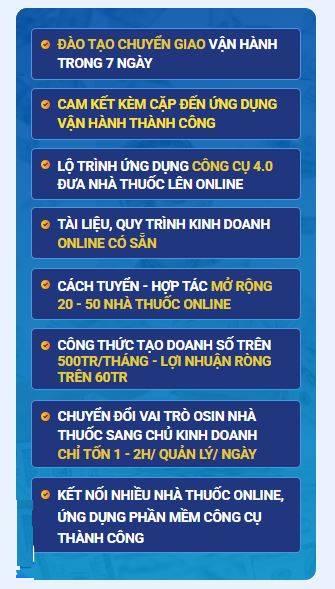 ĐÀO TẠO CHUYỂN GIAO VẬN HÀNH
TRONG 7 NGÀY
CAM KẾT KÈM CẶP ĐẾN ỨNG DỤNG
VẬN HÀNH THÀNH CÔNG
LỘ TRÌNH ỨNG DỤNG CÔNG CỤ 4.0
ĐƯA NHÀ THUỐC LÊN ONLINE
TÀI LIỆU, QUY TRÌNH KINH DOANH
ONLINE CÓ SẴN
CÁCH TUYỂN - HỢP TÁC MỞ RỘNG
20 - 50 NHÀ THUỐC ONLINE
CÔNG THỨC TẠO DOANH SỐ TRÊN
500TR/THÁNG - LỢI NHUẬN RÒNG
TRÊN 60TR
CHUYỂN ĐỔI VAI TRÒ OSIN NHÀ
THUỐC SANG CHỦ KINH DOANH
CHỈ TỐN 1 - 2H/ QUẢN LÝ/ NGÀY
KẾT NỐI NHIỀU NHÀ THUỐC ONLINE,
ỨNG DỤNG PHẦN MỀM CÔNG CỤ
THÀNH CÔNG